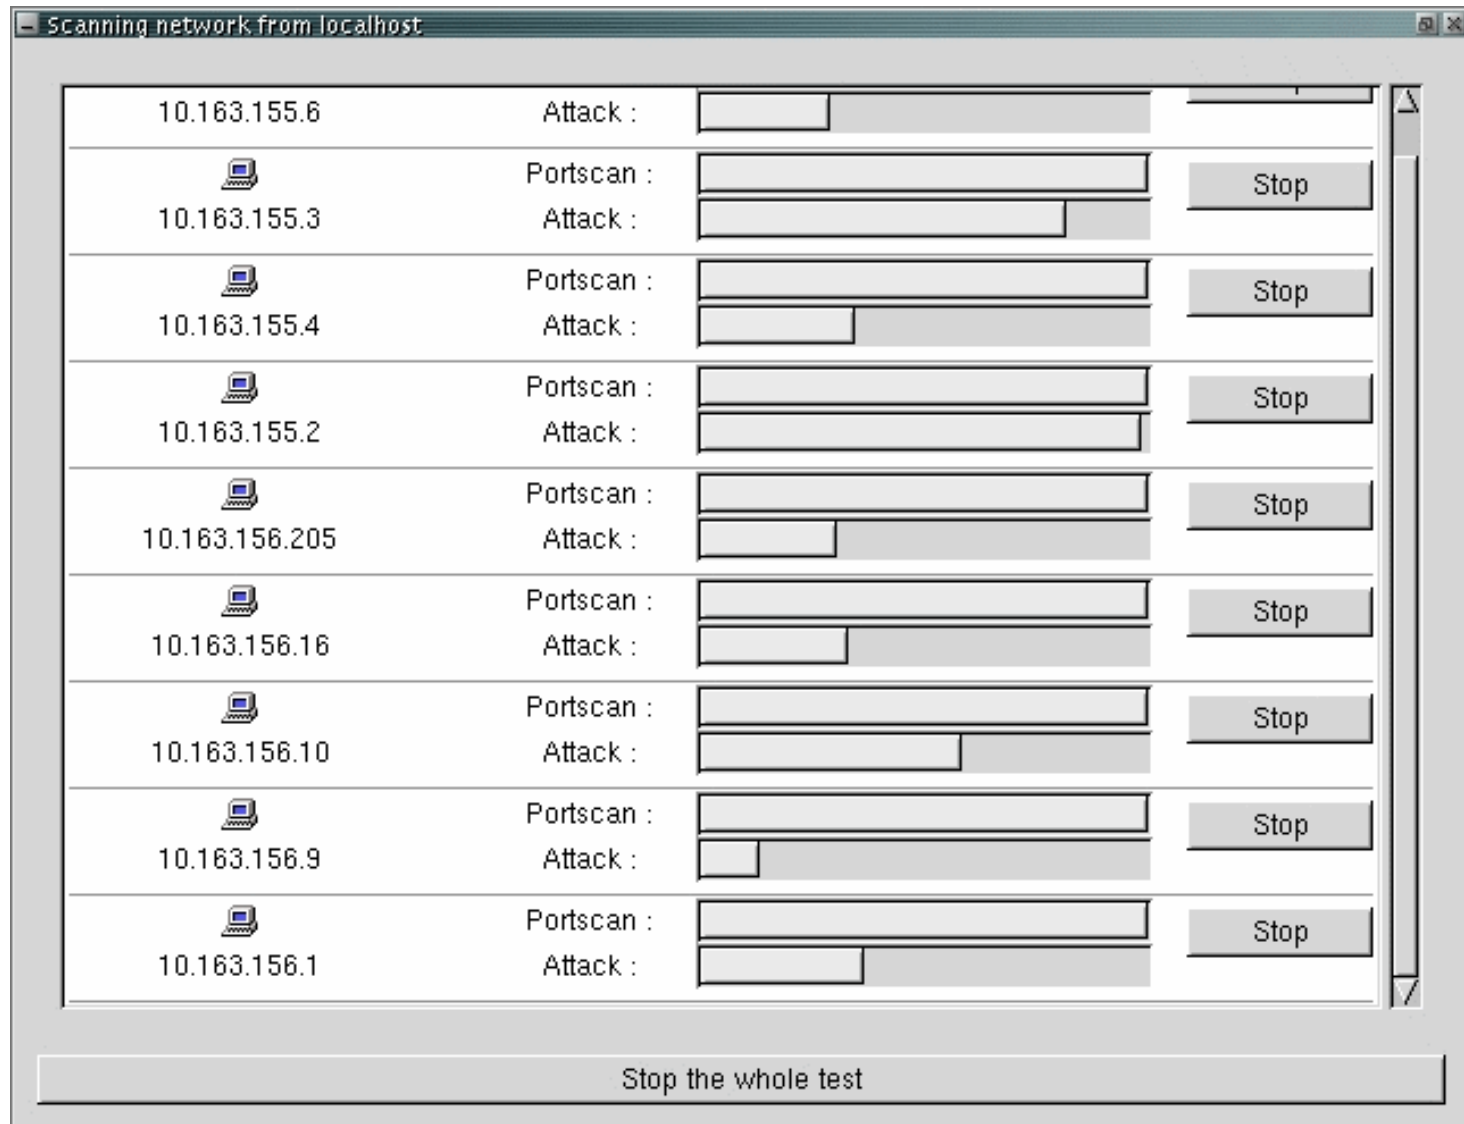 Scanning network from localhost
10.163.155.6 Attack :
Portscan : Stop
10.163.155.3 Attack :
Portscan : Stop
10.163.155.4 Attack :
Portscan : Stop
10.163.155.2 Attack :
Portscan : Stop
10.163.156.205 Attack :
Portscan : Stop
10.163.156.16 Attack :
Portscan : Stop
10.163.156.10 Attack :
Portscan : Stop
10.163.156.9 Attack :
Portscan : Stop
10.163.156.1 Attack :
Stop the whole test